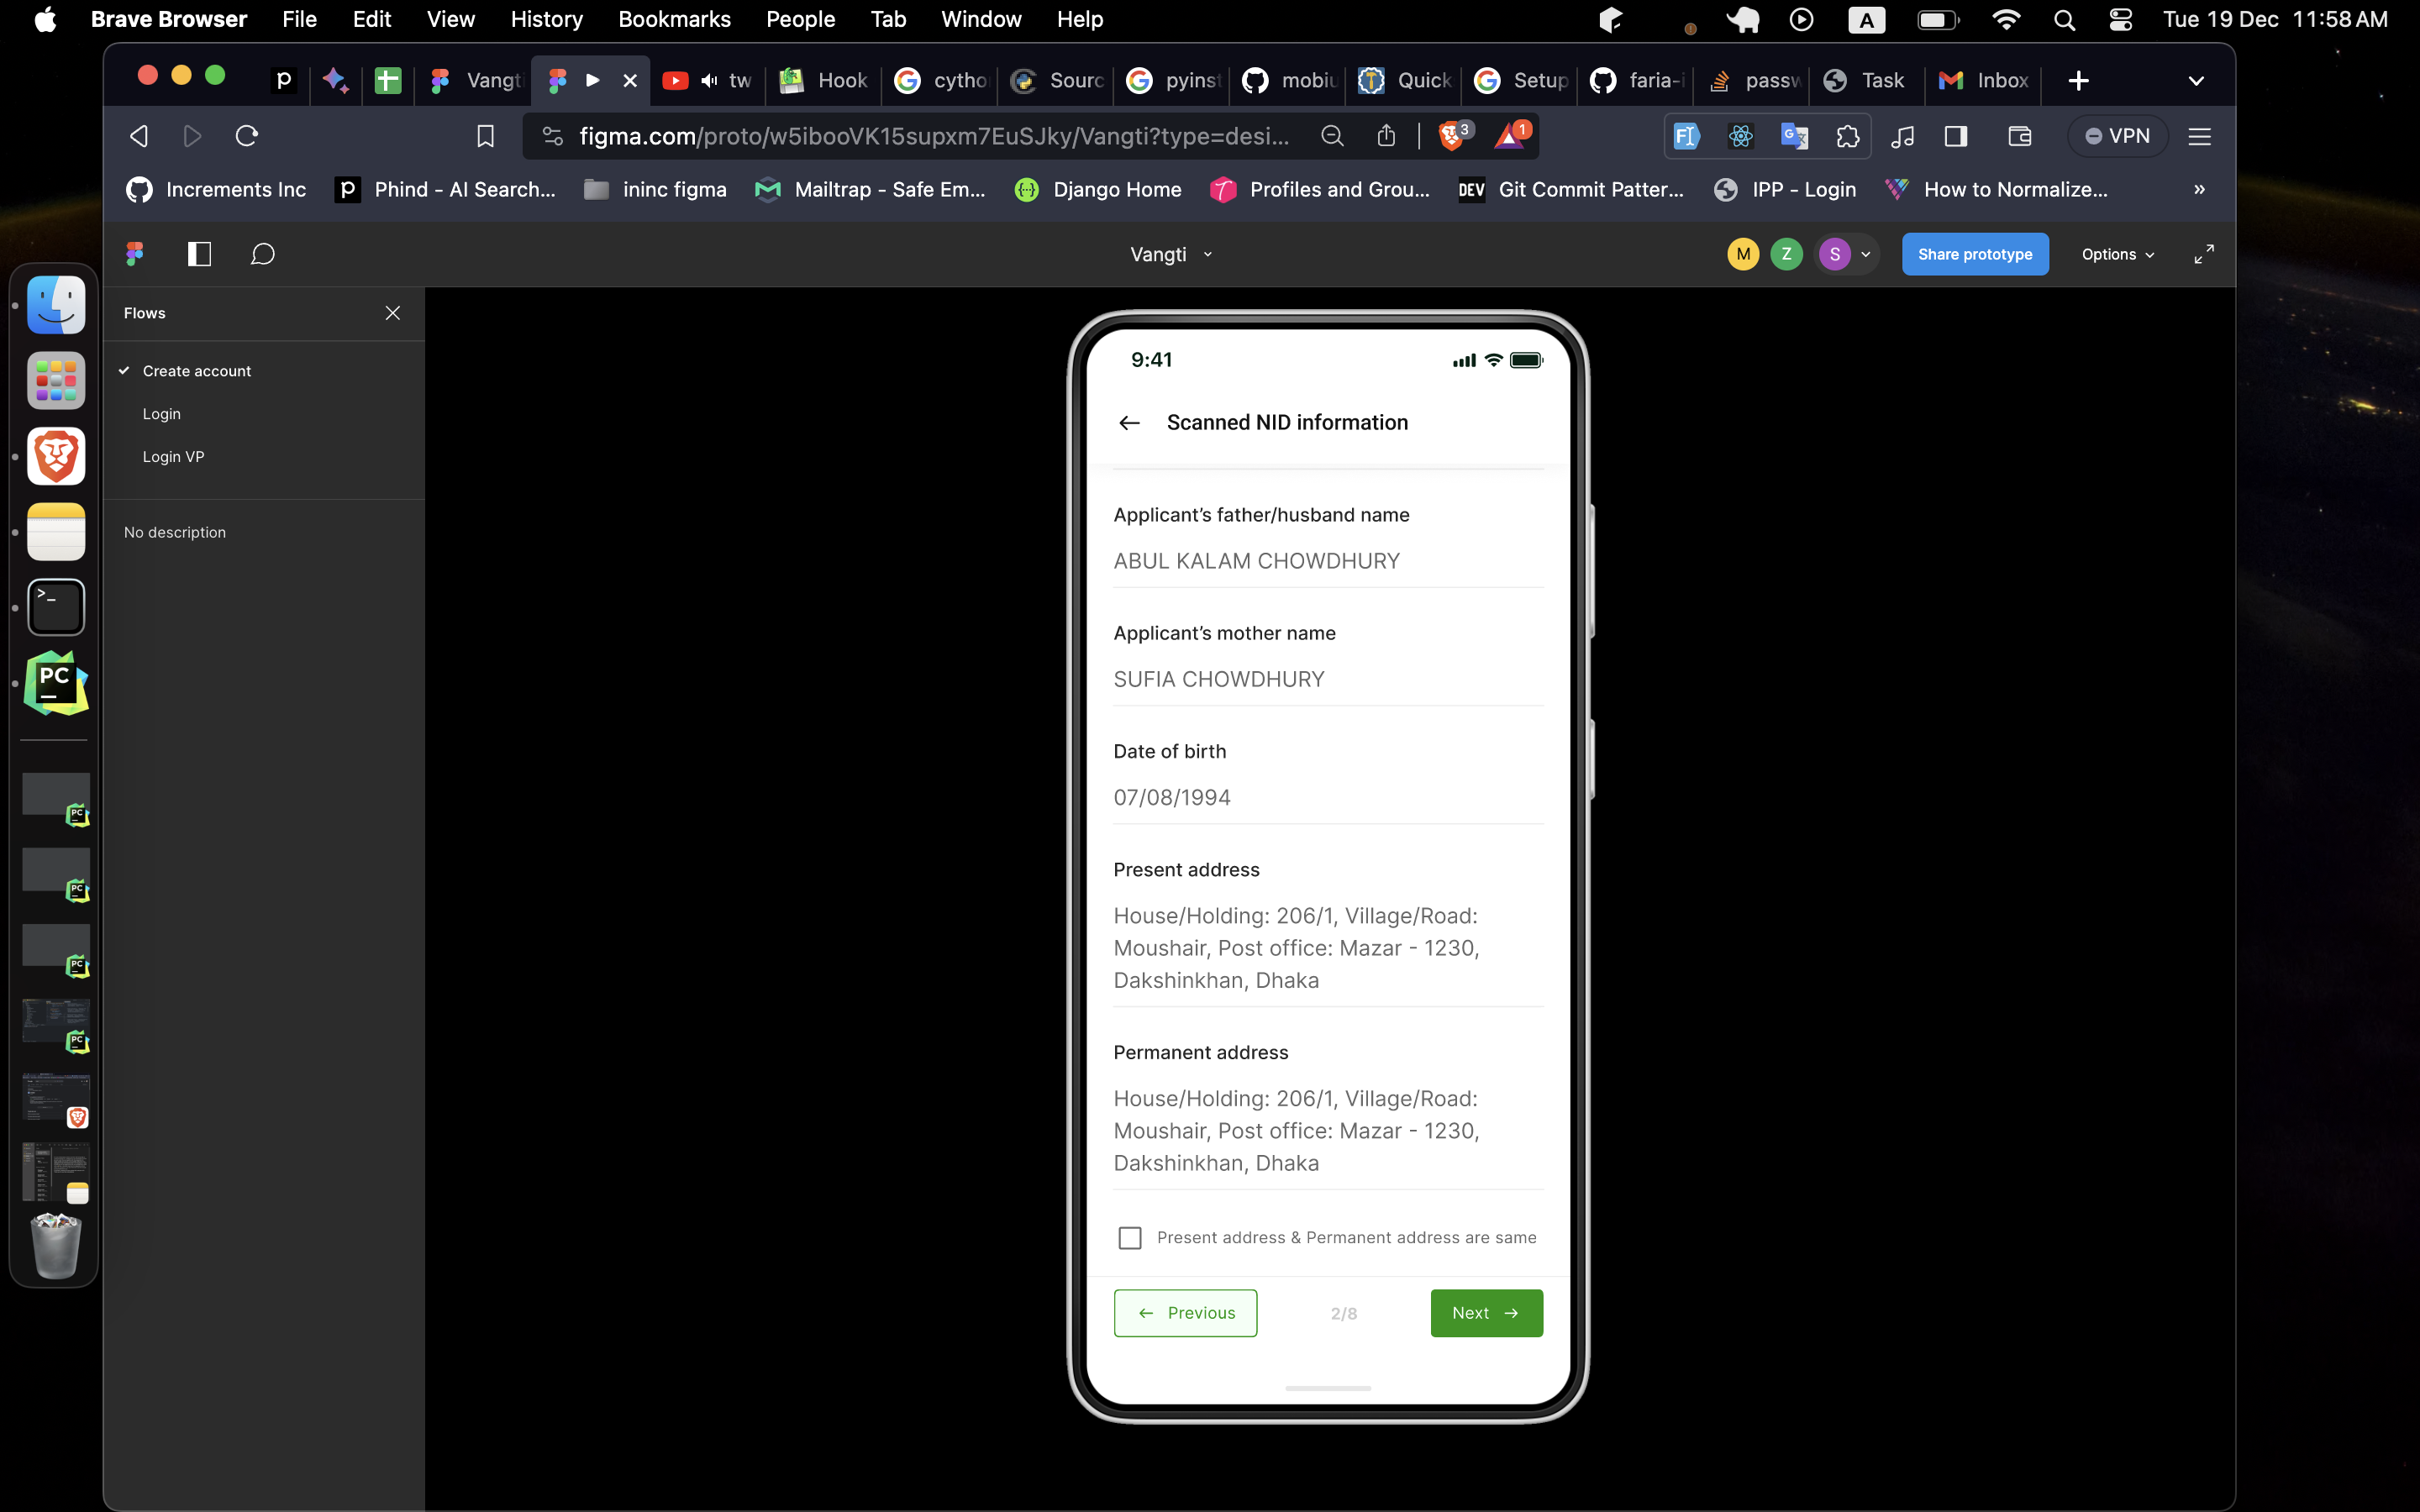 Brave Browser File Edit View History Bookmarks People Tab Window Help A Tue 19 Dec 11:58 AM
p Vangti tw Hook Sourc pyinst Quick Setup Task Inbox
figma.com/proto/w5ibooVK15supxm7EuSJky/Vangti?type=desi... 3 1 VPN
Increments Inc p Phind - AI Search... ininc figma Mailtrap - Safe Em... Django Home Profiles and Grou... DEV Git Commit Patter... IPP - Login How to Normalize... »
Vangti M Z S Share prototype Options
Flows
Create account
Login
Login VP
No description
PC
9:41
Scanned NID information
Applicant’s father/husband name
ABUL KALAM CHOWDHURY
Applicant’s mother name
SUFIA CHOWDHURY
Date of birth
07/08/1994
Present address
House/Holding: 206/1, Village/Road:
Moushair, Post office: Mazar - 1230,
Dakshinkhan, Dhaka
Permanent address
House/Holding: 206/1, Village/Road:
Moushair, Post office: Mazar - 1230,
Dakshinkhan, Dhaka
Present address & Permanent address are same
← Previous 2/8 Next →